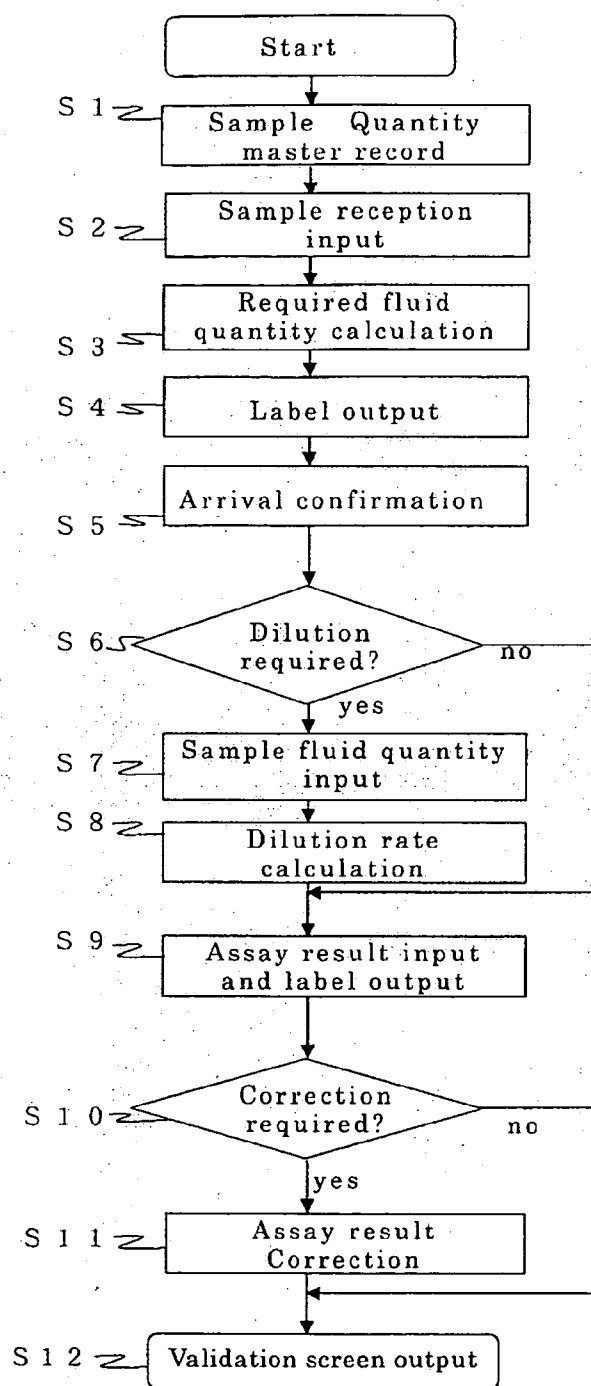 Start
S 1
Sample Quantity
master record
S 2
Sample reception
input
S 3
Required fluid
quantity calculation
S 4
Label output
S 5
Arrival confirmation
S 6
Dilution
required?
no
yes
S 7
Sample fluid quantity
input
S 8
Dilution rate
calculation
S 9
Assay result input
and label output
S 1 0
Correction
required?
no
yes
S 1 1
Assay result
Correction
S 1 2
Validation screen output